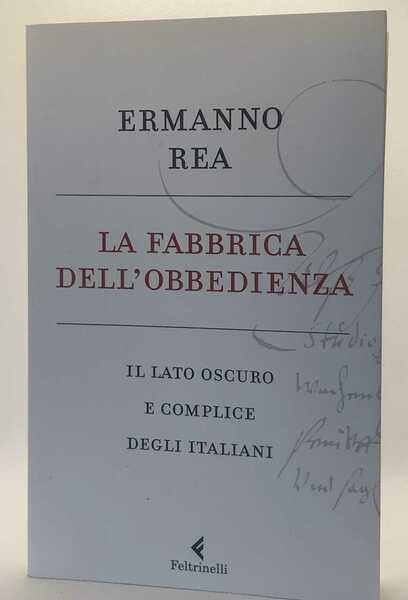 ERMANNO
REA
LA FABBRICA
DELL'OBBEDIENZA
IL LATO OSCURO
E COMPLICE
DEGLI ITALIANI
Feltrinelli